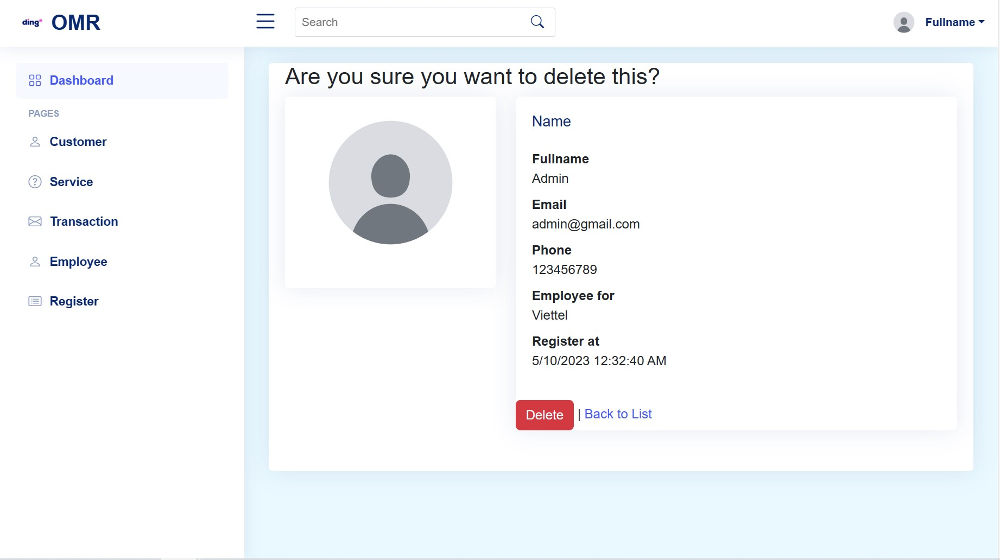 ding* OMR
Search
Fullname
Dashboard
PAGES
Customer
Service
Transaction
Employee
Register
Are you sure you want to delete this?
Name
Fullname
Admin
Email
admin@gmail.com
Phone
123456789
Employee for
Viettel
Register at
5/10/2023 12:32:40 AM
Delete | Back to List